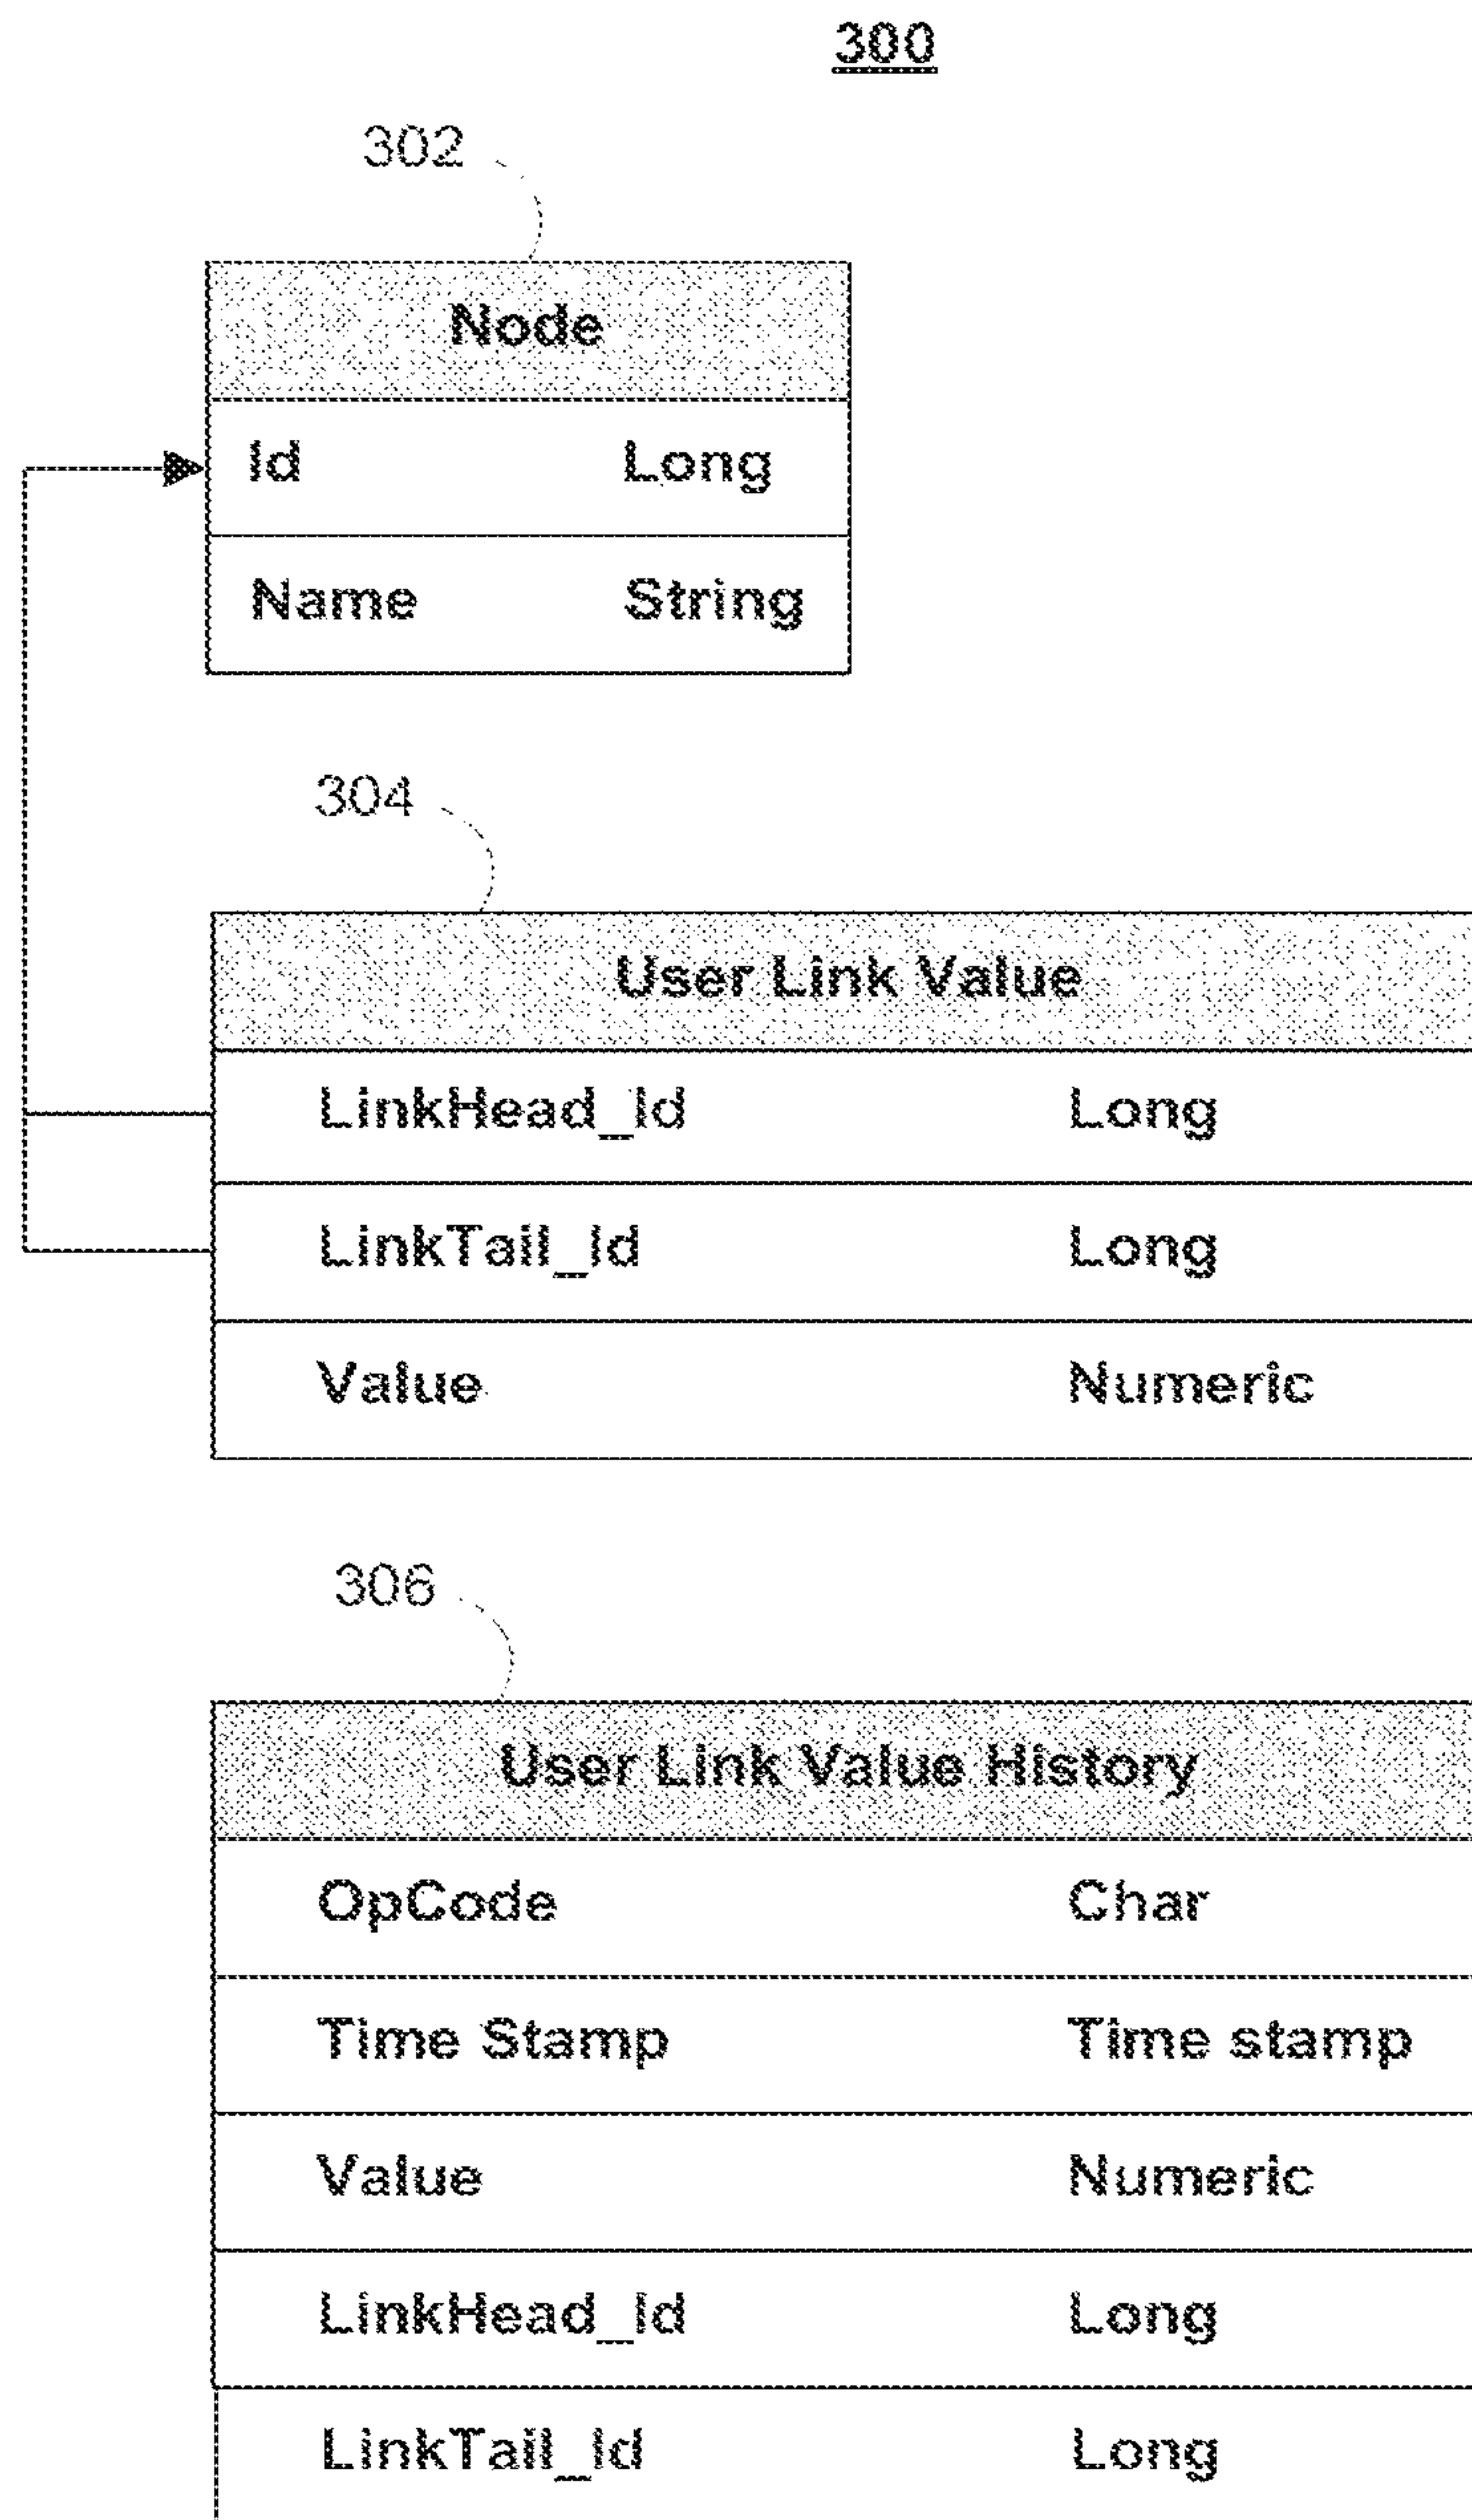 300
302
Node
Id Long
Name String
304
User Link Value
LinkHead_Id Long
LinkTail_Id Long
Value Numeric
306
User Link Value History
OpCode Char
Time Stamp Time stamp
Value Numeric
LinkHead_Id Long
LinkTail_Id Long